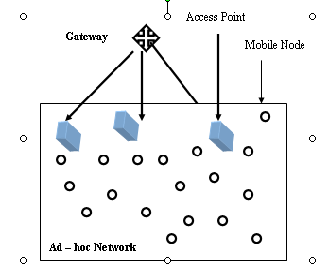 Access Point
Gateway
Mobile Node
Ad – hoc Network